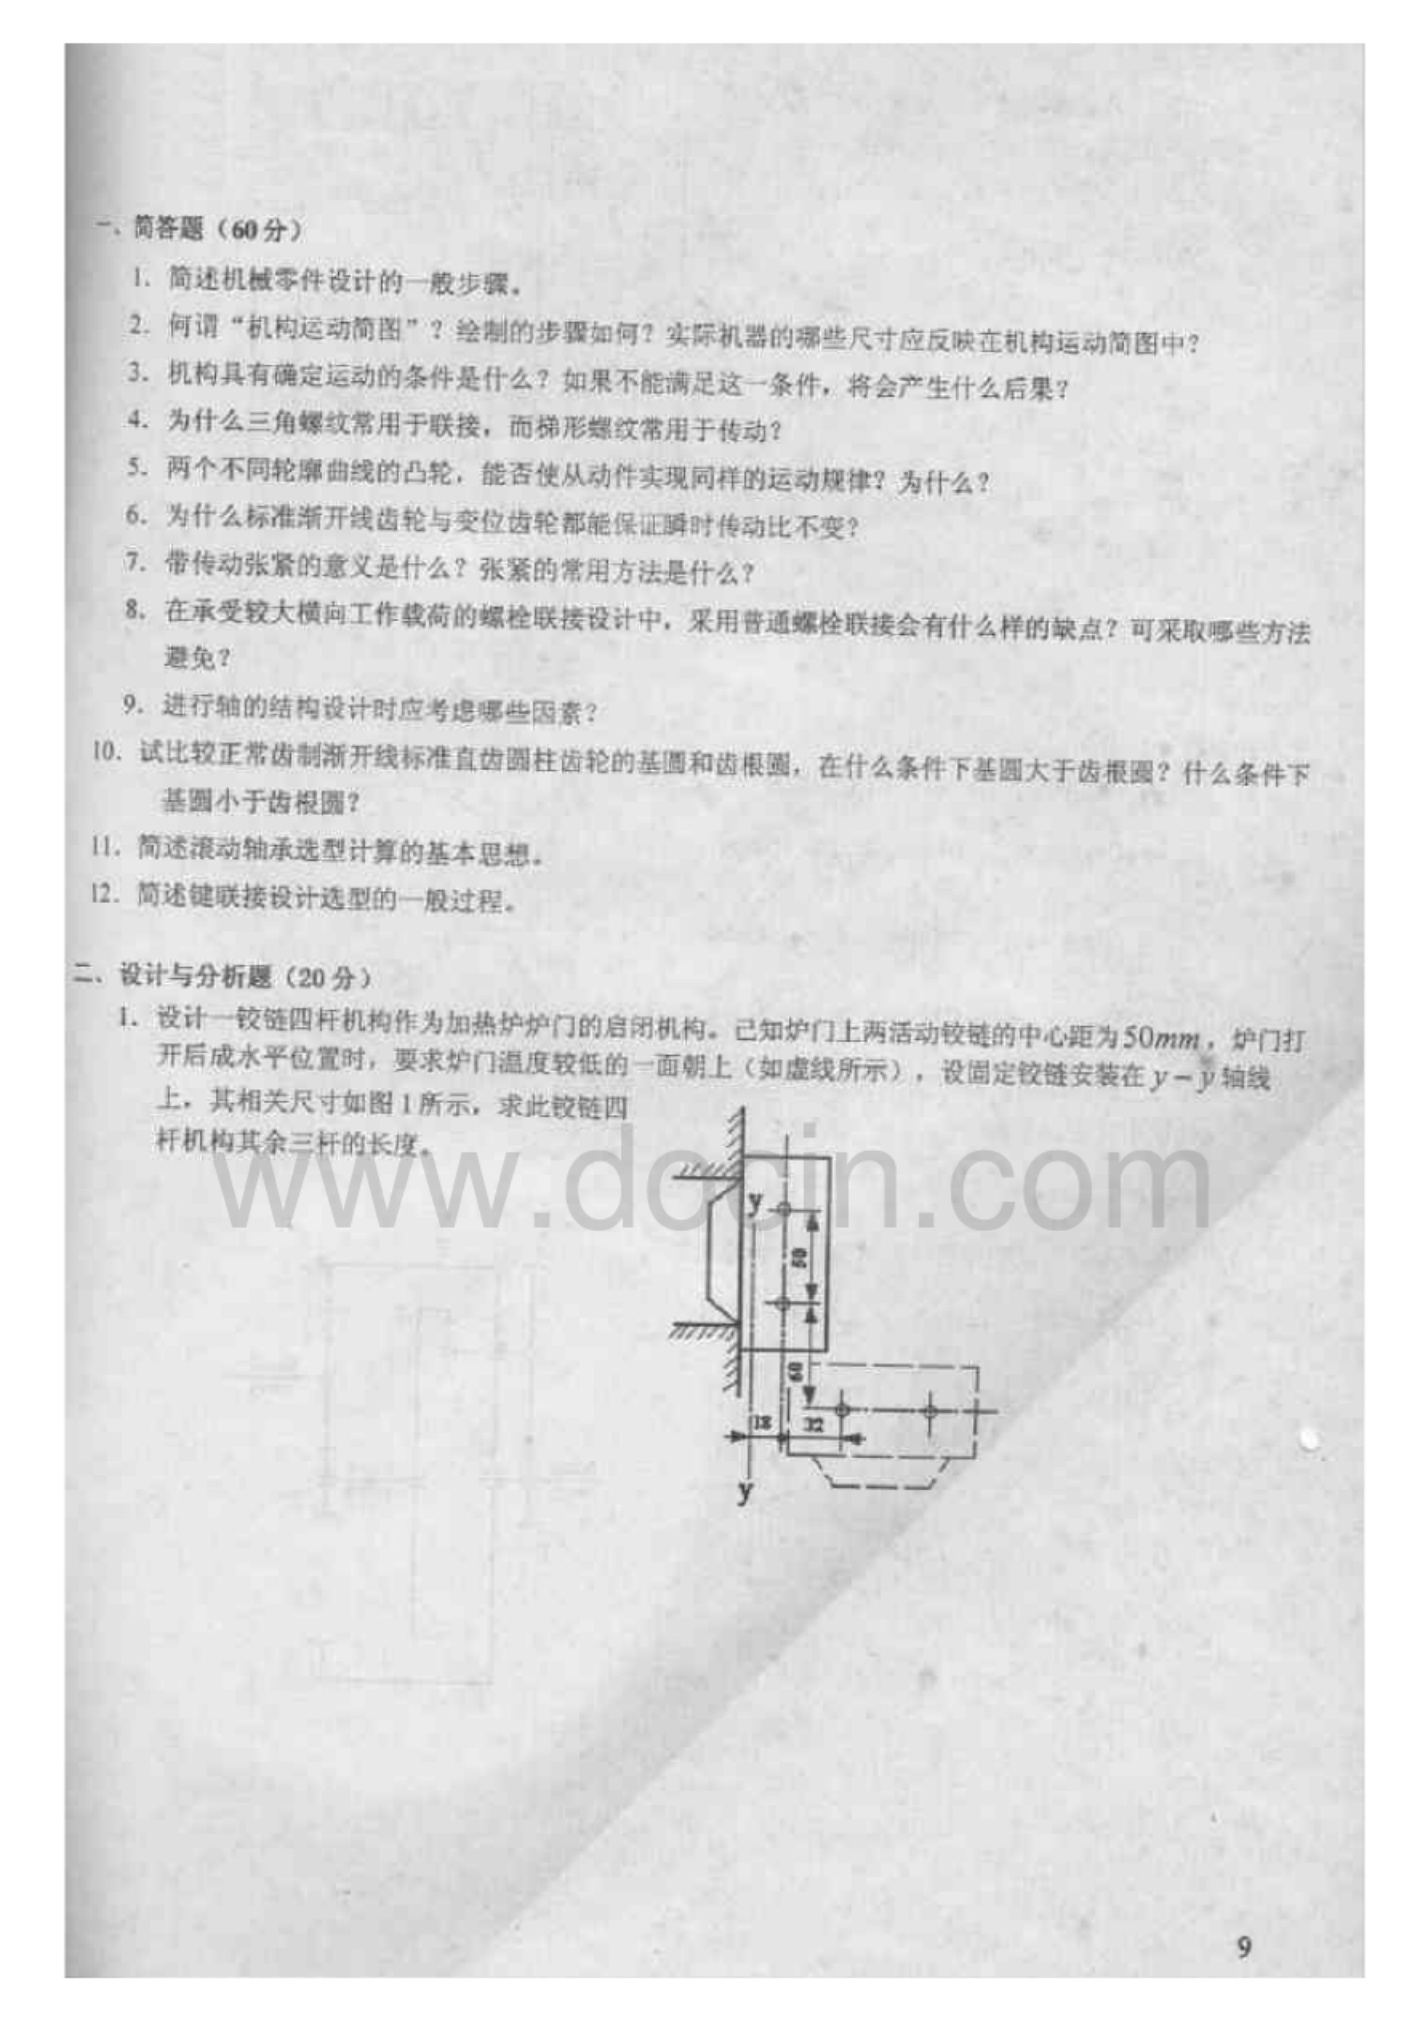 一、简答题（60分）
1. 简述机械零件设计的一般步骤。
2. 何谓“机构运动简图”？绘制的步骤如何？实际机器的哪些尺寸应反映在机构运动简图中？
3. 机构具有确定运动的条件是什么？如果不能满足这一条件，将会产生什么后果？
4. 为什么三角螺纹常用于联接，而梯形螺纹常用于传动？
5. 两个不同轮廓曲线的凸轮，能否使从动件实现同样的运动规律？为什么？
6. 为什么标准渐开线齿轮与变位齿轮都能保证瞬时传动比不变？
7. 带传动张紧的意义是什么？张紧的常用方法是什么？
8. 在承受较大横向工作载荷的螺栓联接设计中，采用普通螺栓联接会有什么样的缺点？可采取哪些方法
避免？
9. 进行轴的结构设计时应考虑哪些因素？
10. 试比较正常齿制渐开线标准直齿圆柱齿轮的基圆和齿根圆，在什么条件下基圆大于齿根圆？什么条件下
基圆小于齿根圆？
11. 简述滚动轴承选型计算的基本思想。
12. 简述键联接设计选型的一般过程。
二、设计与分析题（20分）
1. 设计一铰链四杆机构作为加热炉炉门的启闭机构。已知炉门上两活动铰链的中心距为50mm，炉门打
开后成水平位置时，要求炉门温度较低的一面朝上（如虚线所示），设固定铰链安装在y－y轴线
上，其相关尺寸如图1所示，求此铰链四
杆机构其余三杆的长度。
www.docin.com
y
50
60
18
32
y
9